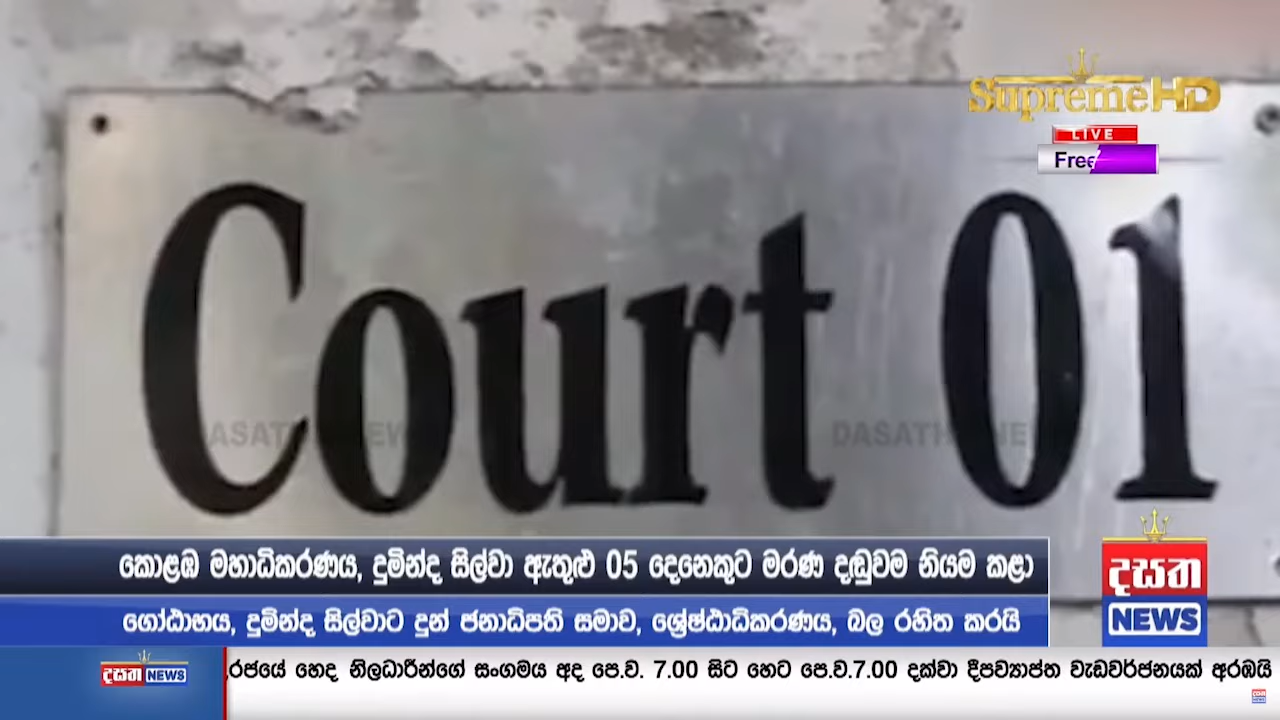 SupremeHD
LIVE
Free
Court 01
DASATHA NEWS
කොළඹ මහාධිකරණය, දුමින්ද සිල්වා ඇතුළු 05 දෙනෙකුට මරණ දඬුවම නියම කළා
ගෝඨාභය, දුමින්ද සිල්වාට දුන් ජනාධිපති සමාව, ශ්‍රේෂ්ඨාධිකරණය, බල රහිත කරයි
දසත
NEWS
දසත NEWS
රජයේ හෙද නිලධාරීන්ගේ සංගමය අද පෙ.ව. 7.00 සිට හෙට පෙ.ව.7.00 දක්වා දීපව්‍යාප්ත වැඩවර්ජනයක් අරඹයි